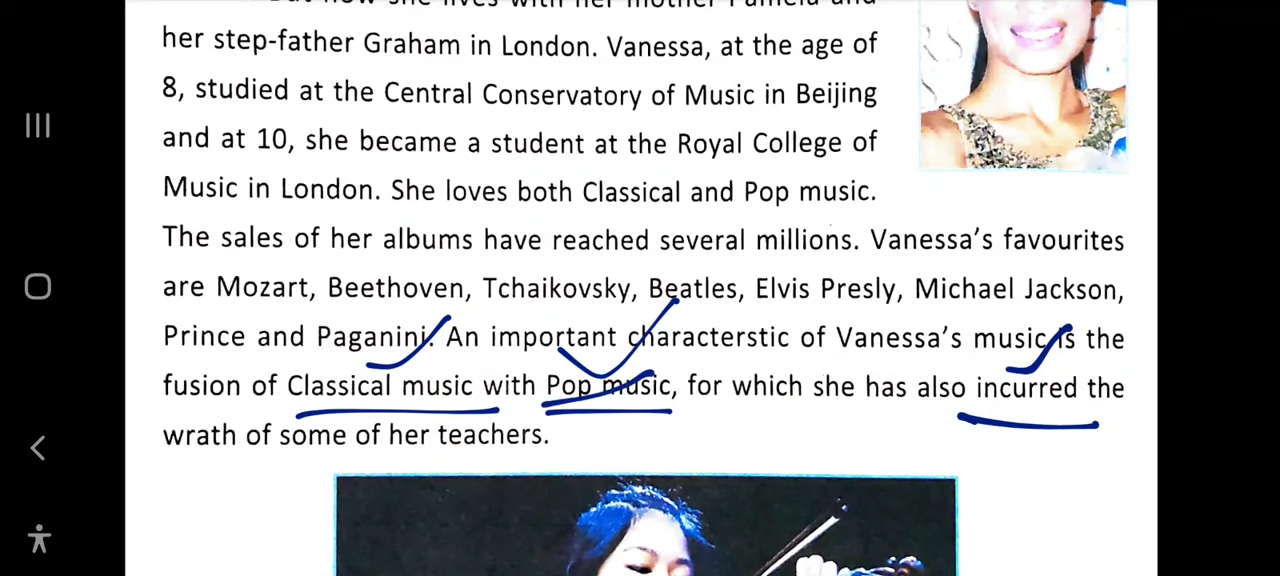 her step-father Graham in London. Vanessa, at the age of
8, studied at the Central Conservatory of Music in Beijing
and at 10, she became a student at the Royal College of
Music in London. She loves both Classical and Pop music.
The sales of her albums have reached several millions. Vanessa's favourites
are Mozart, Beethoven, Tchaikovsky, Beatles, Elvis Presly, Michael Jackson,
Prince and Paganini. An important characterstic of Vanessa's music is the
fusion of Classical music with Pop music, for which she has also incurred the
wrath of some of her teachers.